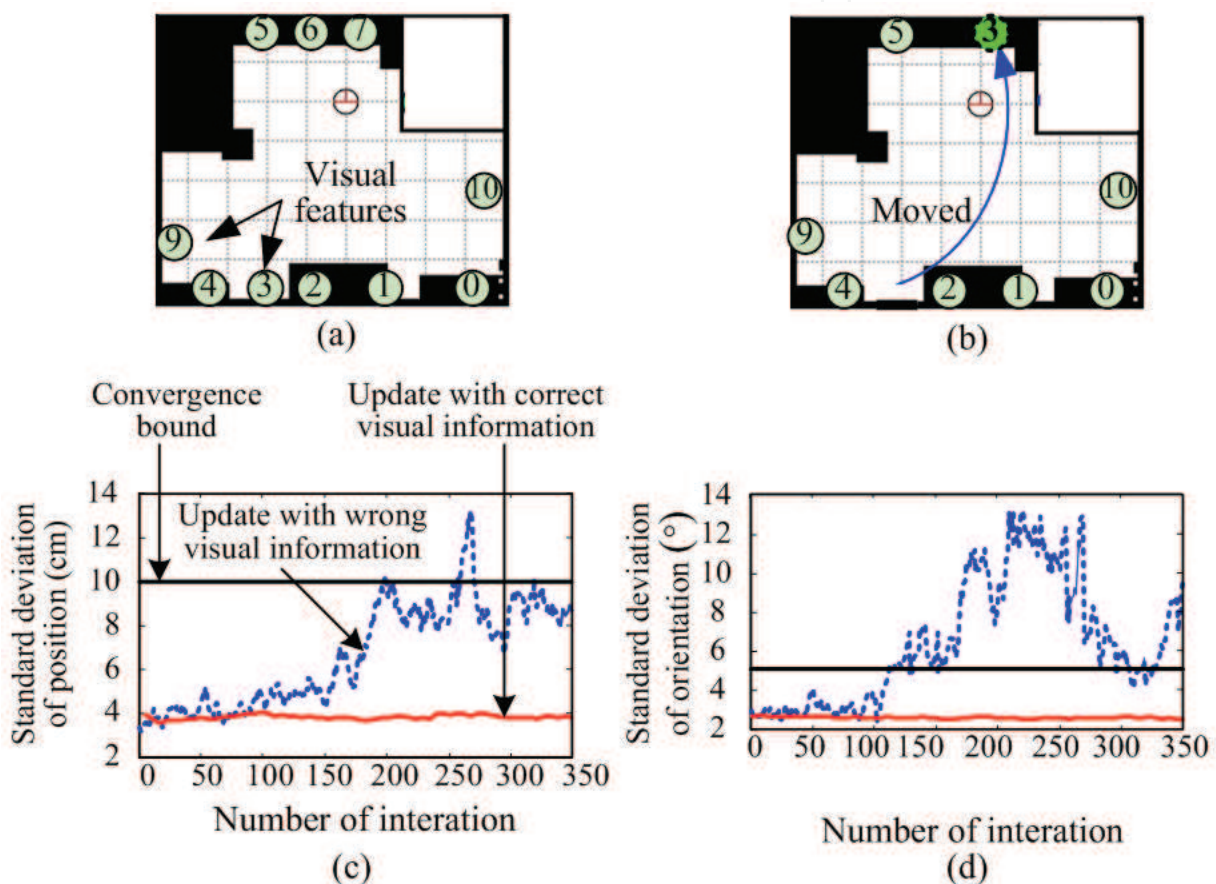 5 6 7
Visual
features
10
9
4 3 2 1 0
(a)
5 3
10
Moved
9
4 2 1 0
(b)
Convergence
bound
Update with correct
visual information
Update with wrong
visual information
Standard deviation
of position (cm)
14
12
10
8
6
4
2
0 50 100 150 200 250 300 350
Number of interation
(c)
Standard deviation
of orientation (°)
14
12
10
8
6
4
2
0 50 100 150 200 250 300 350
Number of interation
(d)